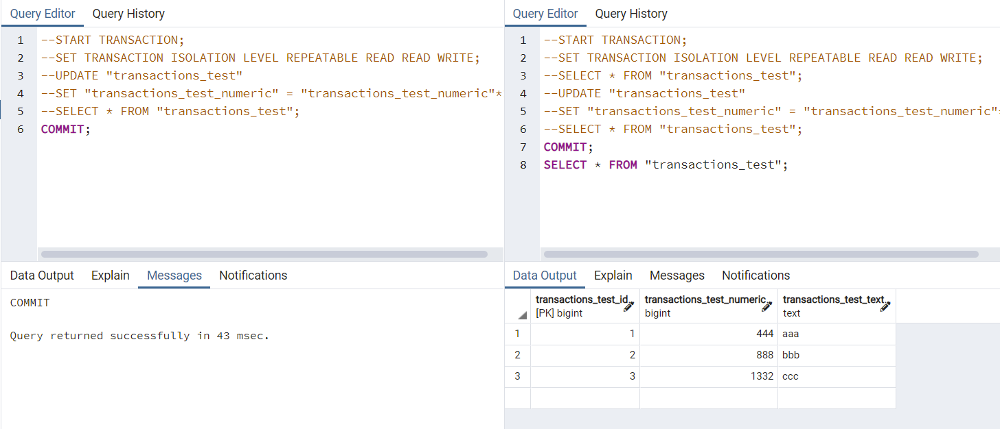 Query Editor Query History
1 --START TRANSACTION;
2 --SET TRANSACTION ISOLATION LEVEL REPEATABLE READ READ WRITE;
3 --UPDATE "transactions_test"
4 --SET "transactions_test_numeric" = "transactions_test_numeric"*
5 --SELECT * FROM "transactions_test";
6 COMMIT;
Data Output Explain Messages Notifications
COMMIT
Query returned successfully in 43 msec.
Query Editor Query History
1 --START TRANSACTION;
2 --SET TRANSACTION ISOLATION LEVEL REPEATABLE READ READ WRITE;
3 --SELECT * FROM "transactions_test";
4 --UPDATE "transactions_test"
5 --SET "transactions_test_numeric" = "transactions_test_numeric"*
6 --SELECT * FROM "transactions_test";
7 COMMIT;
8 SELECT * FROM "transactions_test";
Data Output Explain Messages Notifications
transactions_test_id transactions_test_numeric transactions_test_text
[PK] bigint bigint text
1 1 444 aaa
2 2 888 bbb
3 3 1332 ccc